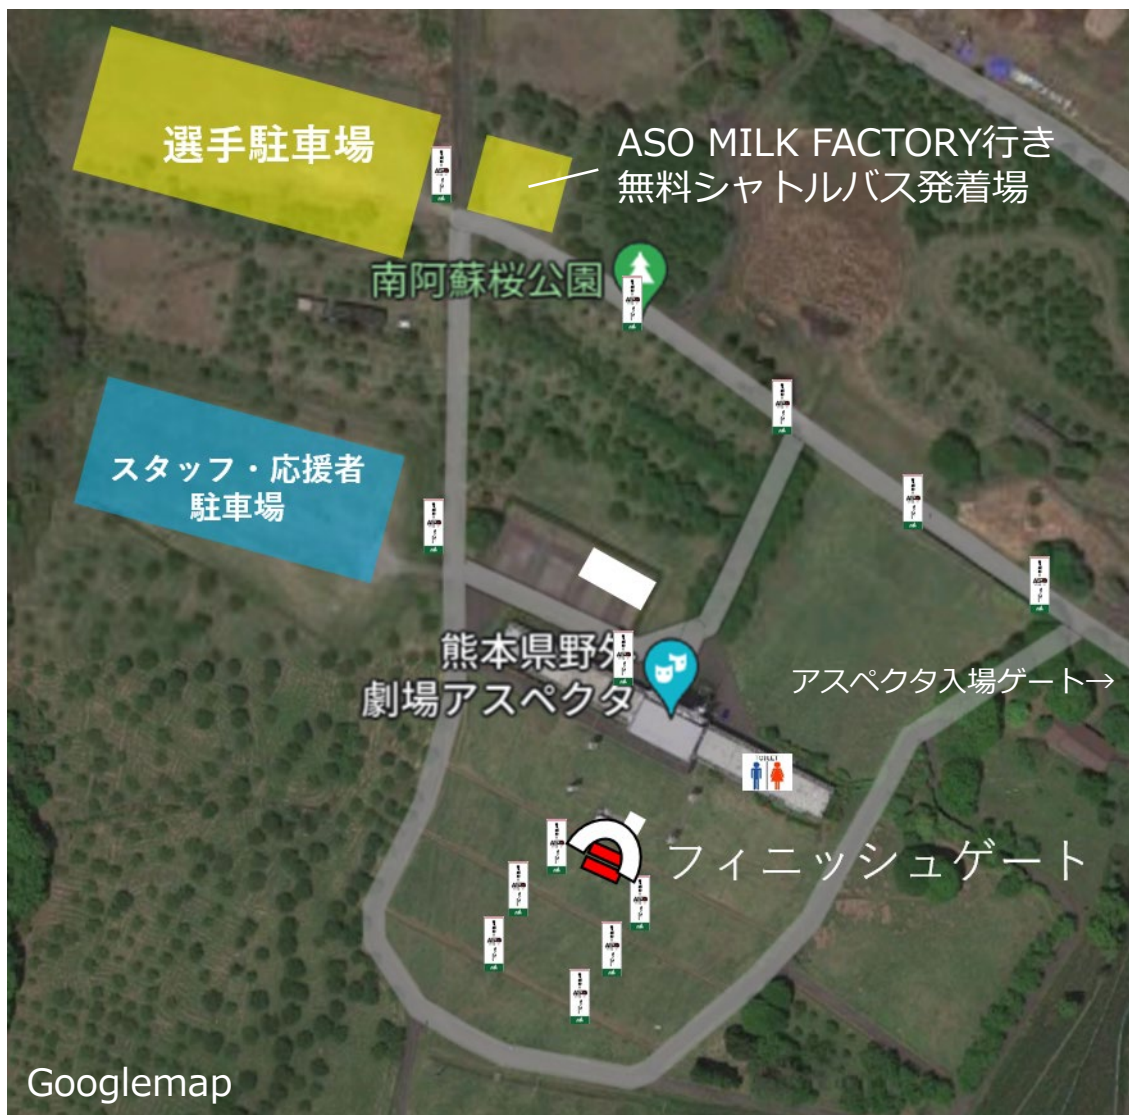 選手駐車場
ASO MILK FACTORY行き
無料シャトルバス発着場
南阿蘇桜公園
スタッフ・応援者
駐車場
熊本県野外
劇場アスペクタ
アスペクタ入場ゲート→
TOILET
フィニッシュゲート
Googlemap